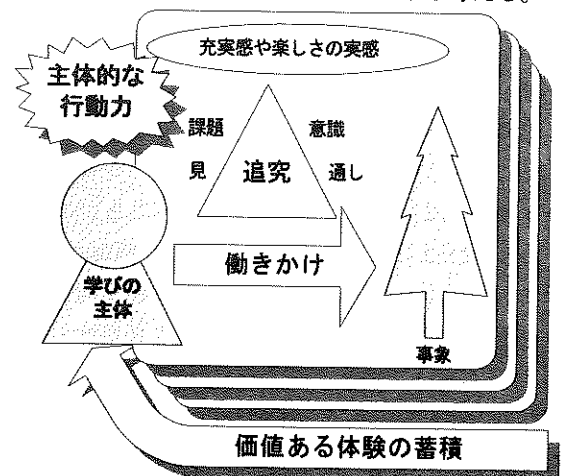 充実感や楽しさの実感
主体的な
行動力
課題 意識
見 追究 通し
働きかけ
学びの
主体
事象
価値ある体験の蓄積